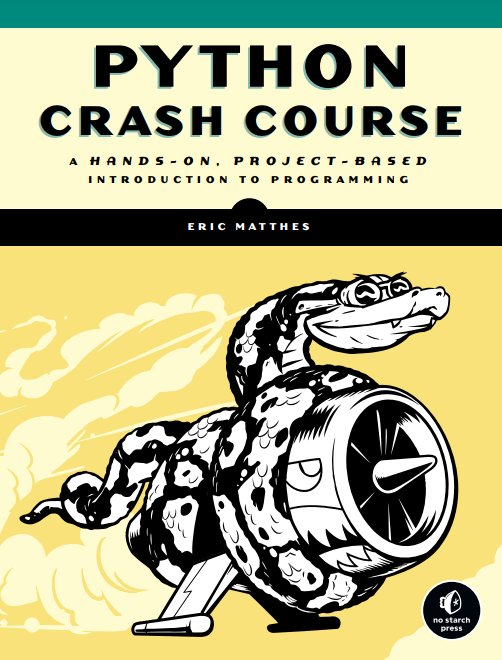 PYTHON
CRASH COURSE
A HANDS-ON, PROJECT-BASED
INTRODUCTION TO PROGRAMMING
ERIC MATTHES
no starch
press